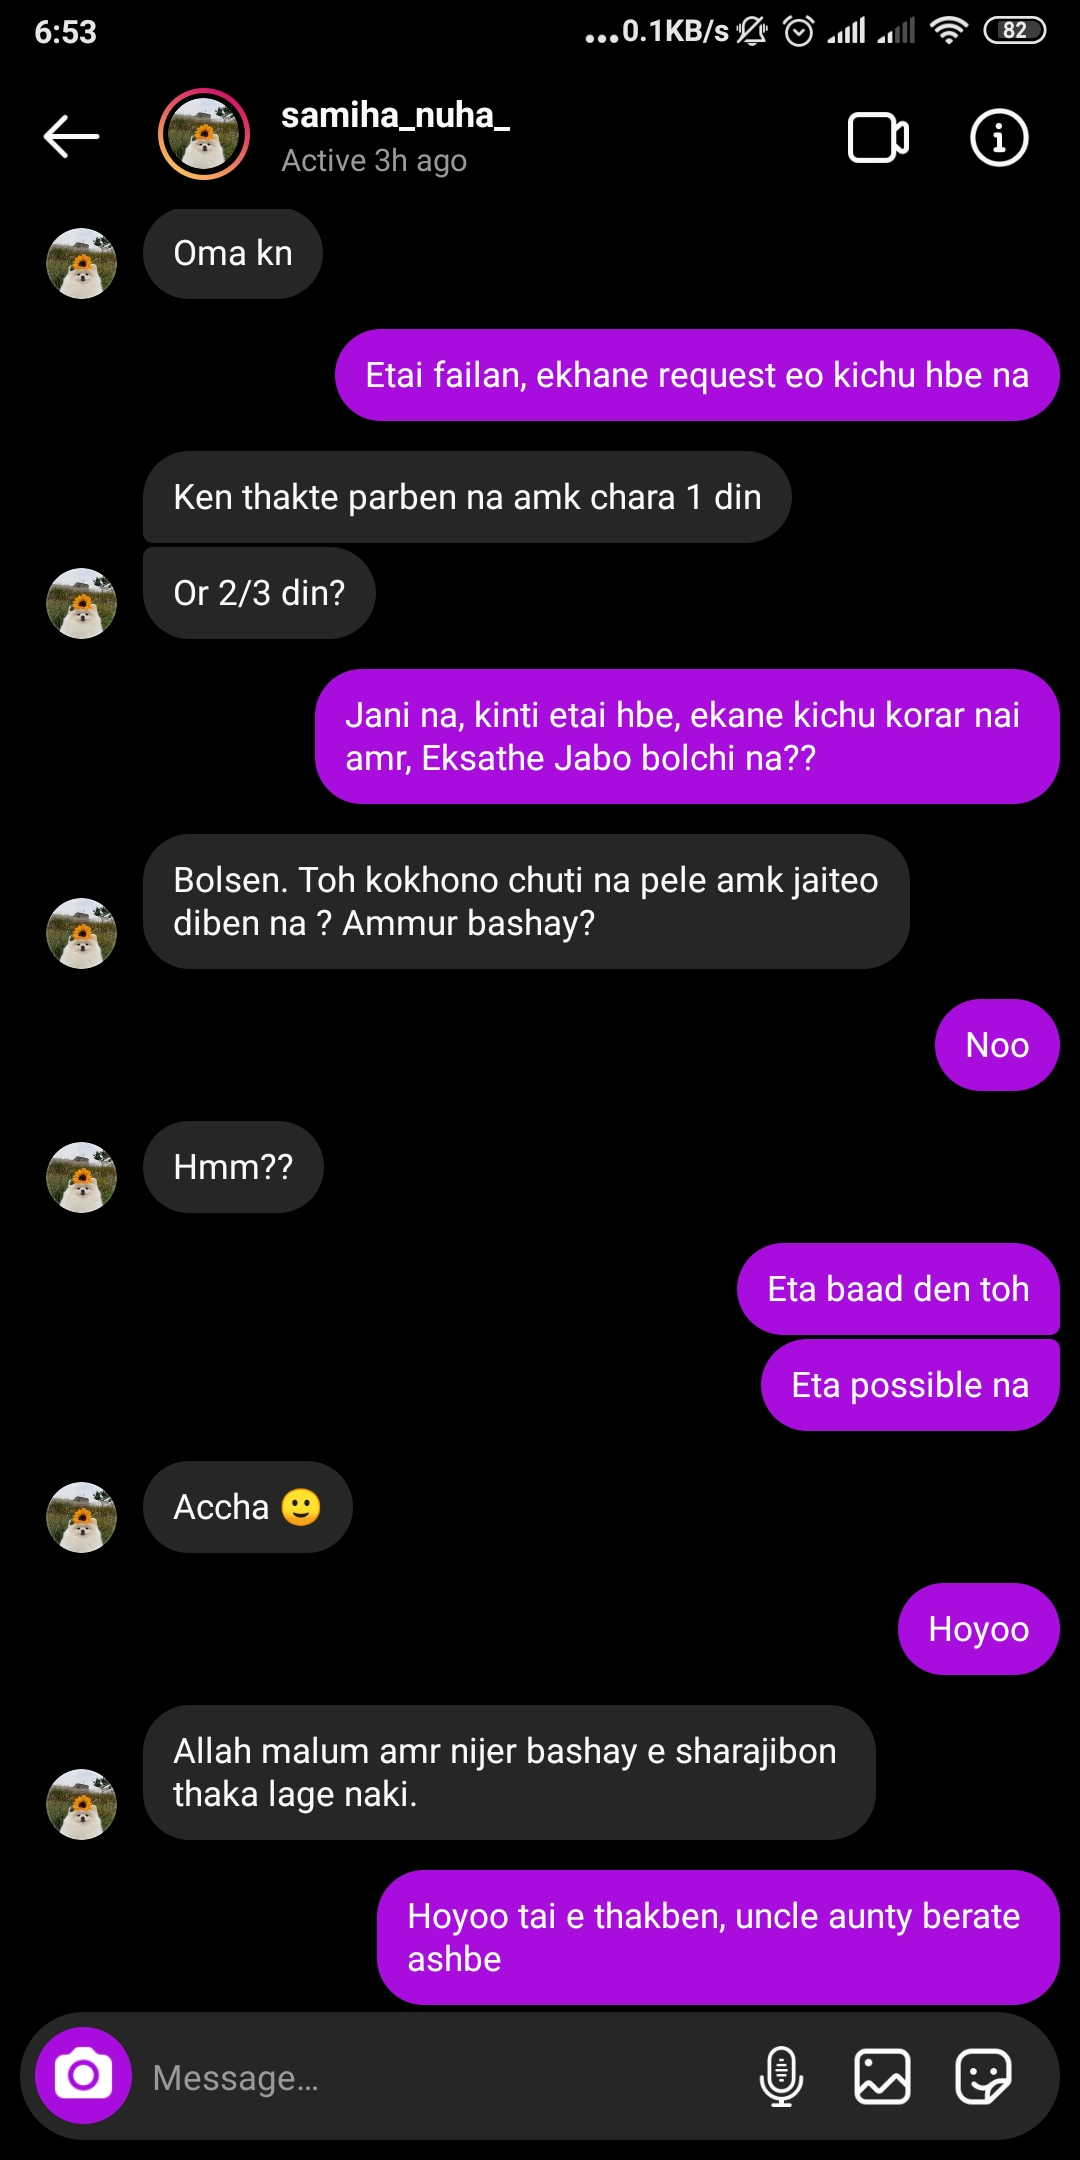 6:53
...0.1KB/s
82
samiha_nuha_
Active 3h ago
Oma kn
Etai failan, ekhane request eo kichu hbe na
Ken thakte parben na amk chara 1 din
Or 2/3 din?
Jani na, kinti etai hbe, ekane kichu korar nai
amr, Eksathe Jabo bolchi na??
Bolsen. Toh kokhono chuti na pele amk jaiteo
diben na ? Ammur bashay?
Noo
Hmm??
Eta baad den toh
Eta possible na
Accha 🙂
Hoyoo
Allah malum amr nijer bashay e sharajibon
thaka lage naki.
Hoyoo tai e thakben, uncle aunty berate
ashbe
Message...